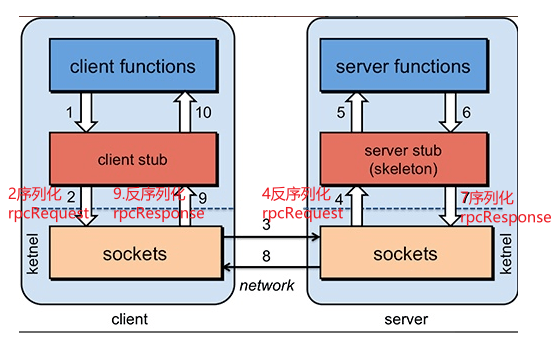 client functions
server functions
1
10
5
6
client stub
server stub
(skeleton)
2序列化
rpcRequest
2
9.反序列化
rpcResponse
9
4反序列化
rpcRequest
4
7序列化
rpcResponse
3
ketnel
sockets
8
sockets
ketnel
network
client
server